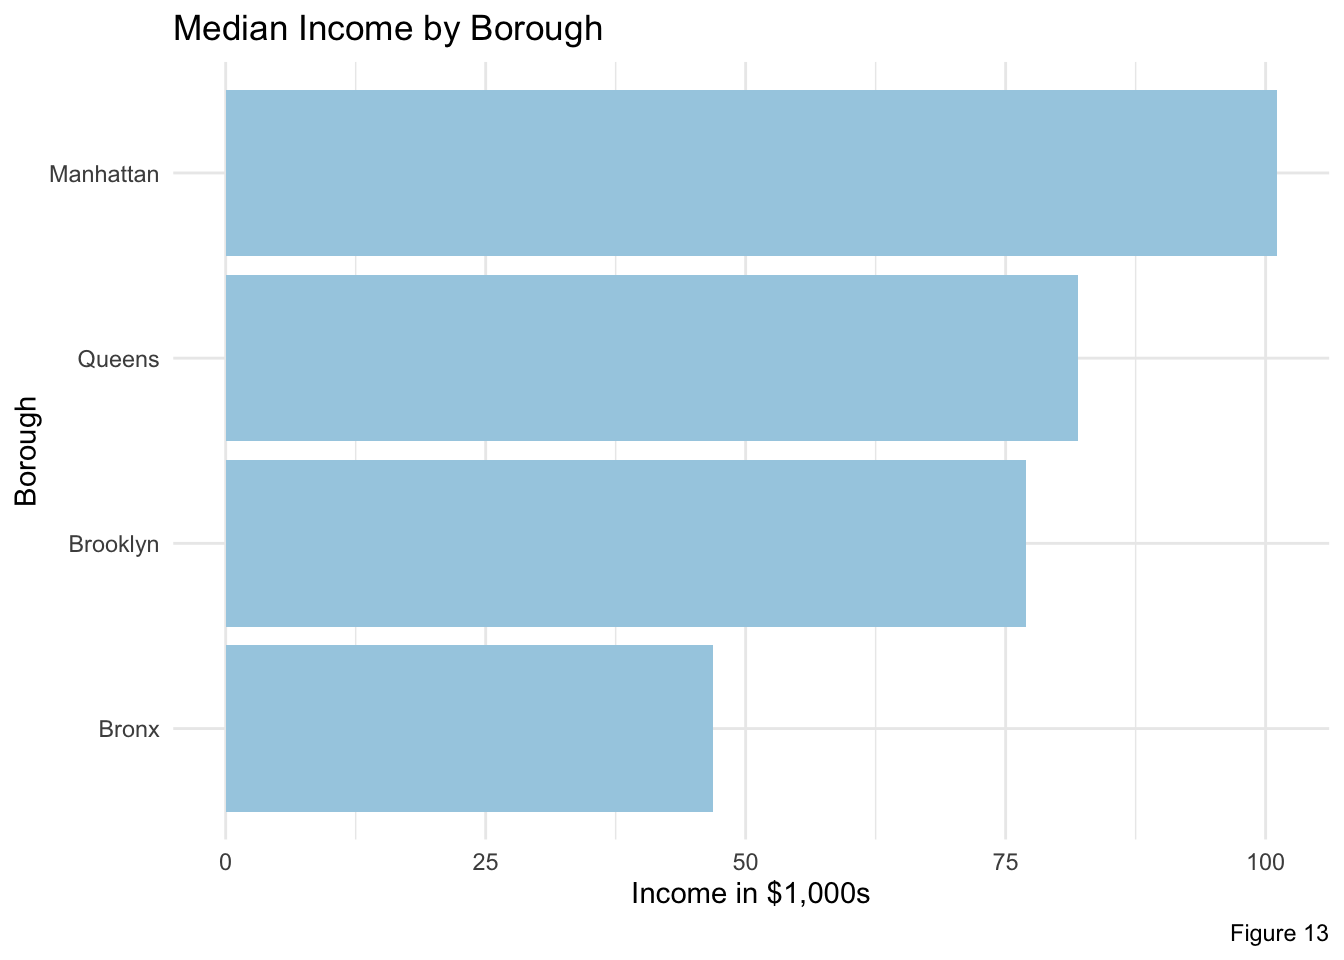 Median Income by Borough
Manhattan
Queens
Brooklyn
Bronx
Borough
0 25 50 75 100
Income in $1,000s
Figure 13